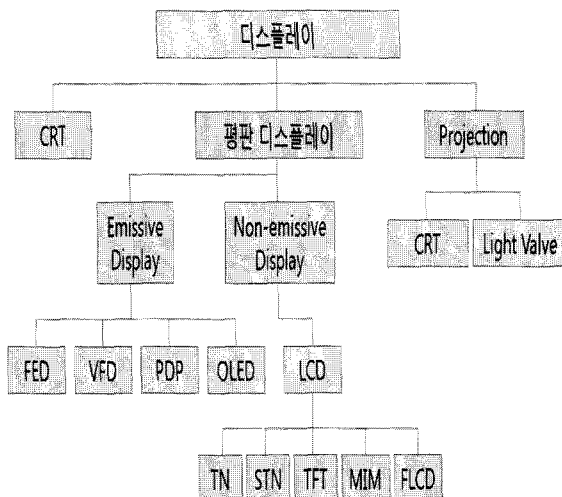 디스플레이
CRT
평판 디스플레이
Projection
Emissive
Display
Non-emissive
Display
CRT
Light Valve
FED
VFD
PDP
OLED
LCD
TN
STN
TFT
MIM
FLCD